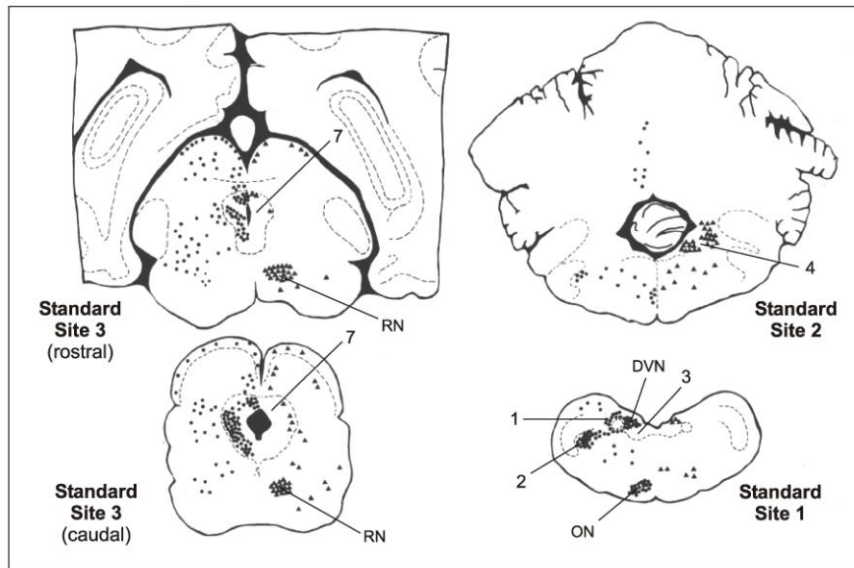 7
RN
Standard
Site 3
(rostral)
4
Standard
Site 2
7
RN
Standard
Site 3
(caudal)
DVN
3
1
2
ON
Standard
Site 1